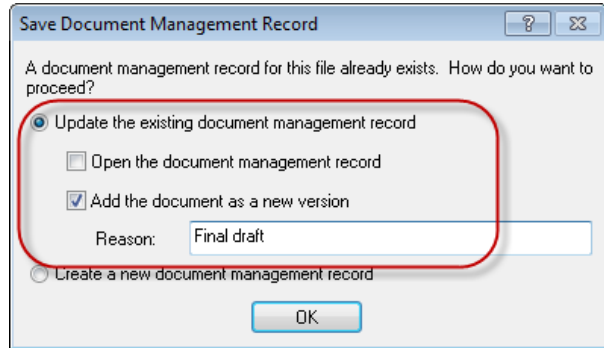 Save Document Management Record
A document management record for this file already exists. How do you want to
proceed?
Update the existing document management record
Open the document management record
Add the document as a new version
Reason: Final draft
Create a new document management record
OK